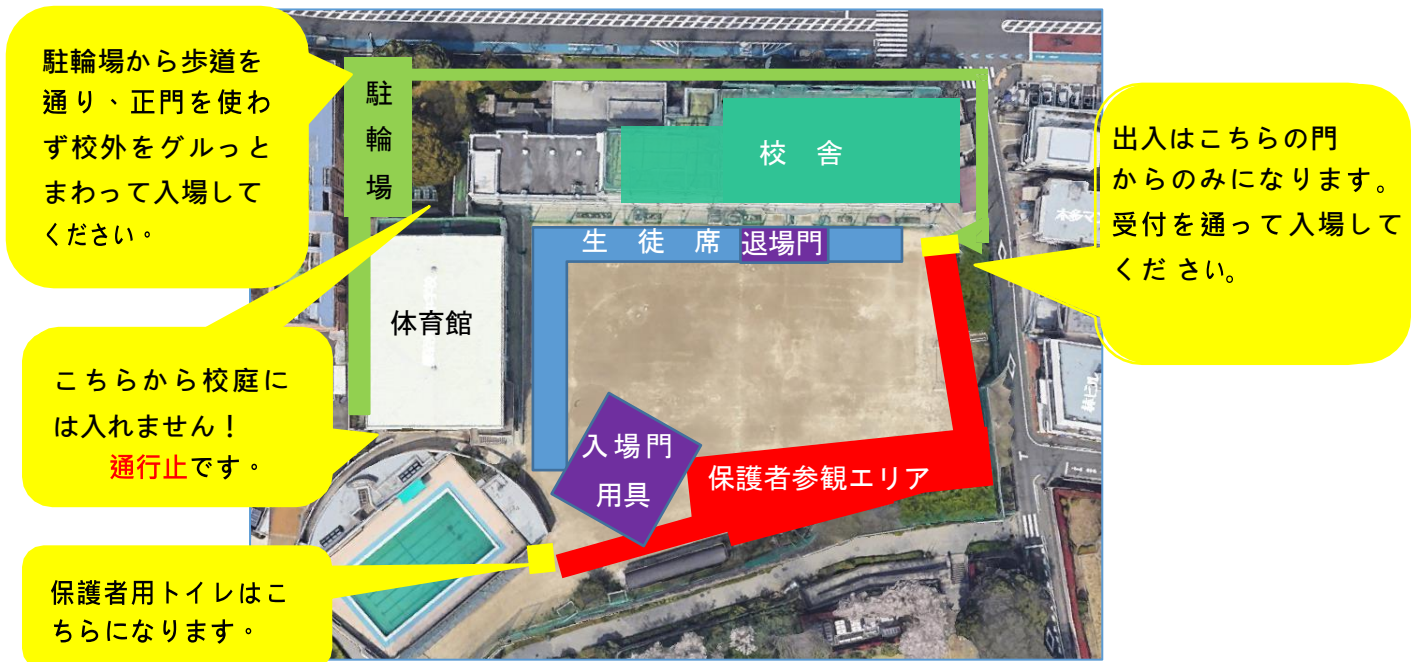 駐輪場から歩道を
通り、正門を使わ
ず校外をグルっと
まわって入場して
ください。
駐輪場
校舎
出入はこちらの門
からのみになります。
受付を通って入場して
くだ さい。
生徒席
退場門
体育館
こちらから校庭に
は入れません！
通行止です。
入場門
用具
保護者参観エリア
保護者用トイレはこ
ちらになります。